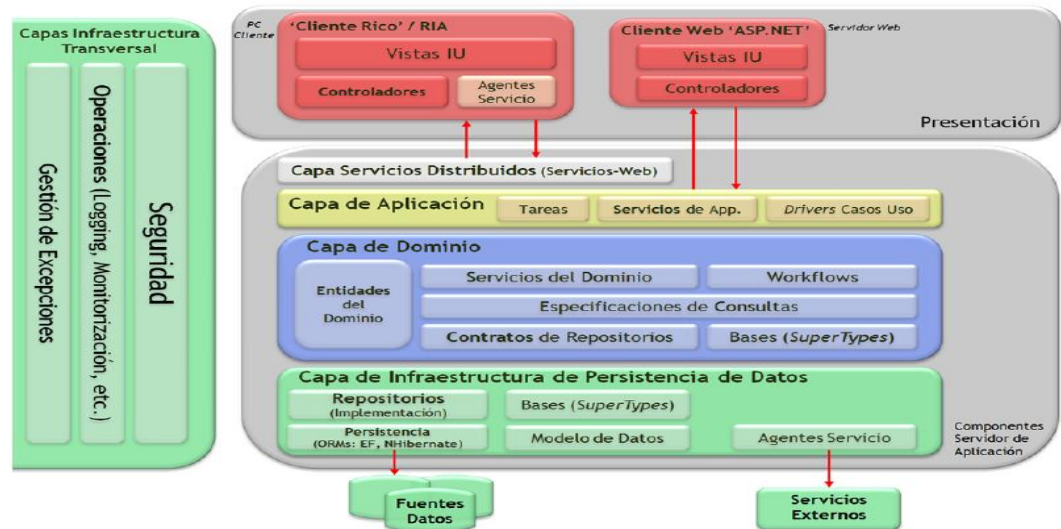 Capas Infraestructura
Transversal
Gestión de Excepciones
Operaciones (Logging, Monitorización, etc.)
Seguridad
PC
Cliente
'Cliente Rico' / RIA
Vistas IU
Controladores
Agentes
Servicio
Cliente Web 'ASP.NET'
Vistas IU
Controladores
Servidor Web
Presentación
Capa Servicios Distribuidos (Servicios-Web)
Capa de Aplicación
Tareas
Servicios de App.
Drivers Casos Uso
Capa de Dominio
Entidades
del
Dominio
Servicios del Dominio
Workflows
Especificaciones de Consultas
Contratos de Repositorios
Bases (SuperTypes)
Capa de Infraestructura de Persistencia de Datos
Repositorios
(Implementación)
Bases (SuperTypes)
Persistencia
(ORMs: EF, NHibernate)
Modelo de Datos
Agentes Servicio
Componentes
Servidor de
Aplicación
Fuentes
Datos
Servicios
Externos